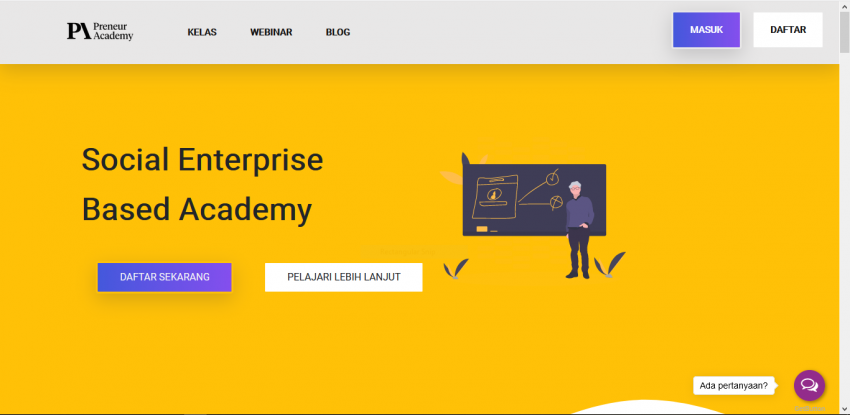 PA Preneur
Academy
KELAS WEBINAR BLOG
MASUK
DAFTAR
Social Enterprise
Based Academy
DAFTAR SEKARANG
PELAJARI LEBIH LANJUT
Ada pertanyaan?